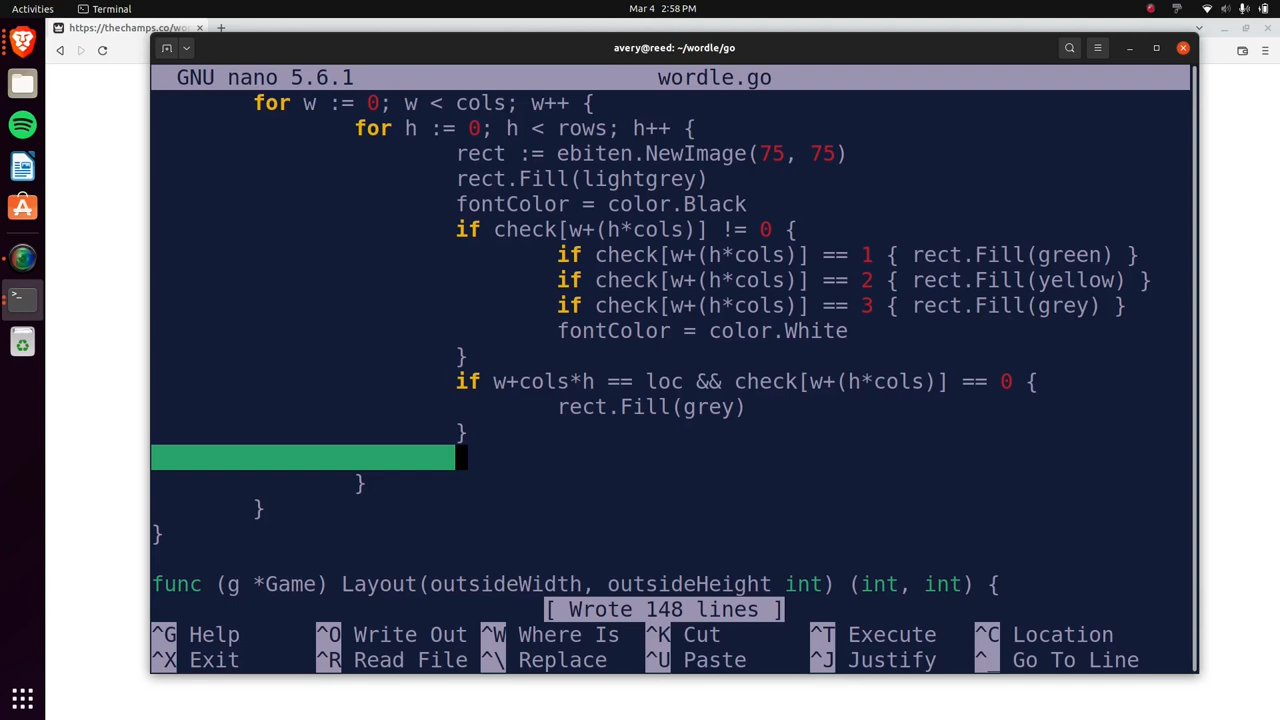 Activities
Terminal
Mar 4 2:58 PM
https://thechamps.co/wo
avery@reed: ~/wordle/go
GNU nano 5.6.1 wordle.go
for w := 0; w < cols; w++ {
for h := 0; h < rows; h++ {
rect := ebiten.NewImage(75, 75)
rect.Fill(lightgrey)
fontColor = color.Black
if check[w+(h*cols)] != 0 {
if check[w+(h*cols)] == 1 { rect.Fill(green) }
if check[w+(h*cols)] == 2 { rect.Fill(yellow) }
if check[w+(h*cols)] == 3 { rect.Fill(grey) }
fontColor = color.White
}
if w+cols*h == loc && check[w+(h*cols)] == 0 {
rect.Fill(grey)
}
}
}
}
func (g *Game) Layout(outsideWidth, outsideHeight int) (int, int) {
[ Wrote 148 lines ]
^G Help ^O Write Out ^W Where Is ^K Cut ^T Execute ^C Location
^X Exit ^R Read File ^\ Replace ^U Paste ^J Justify ^_ Go To Line